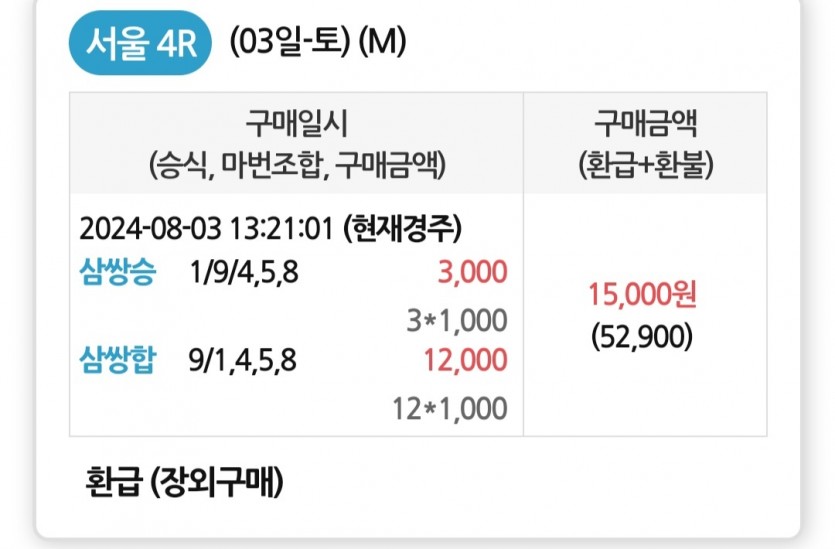 서울 4R (03일-토) (M)
구매일시
(승식, 마번조합, 구매금액)
구매금액
(환급+환불)
2024-08-03 13:21:01 (현재경주)
삼쌍승 1/9/4,5,8 3,000
3*1,000
삼쌍합 9/1,4,5,8 12,000
12*1,000
15,000원
(52,900)
환급 (장외구매)